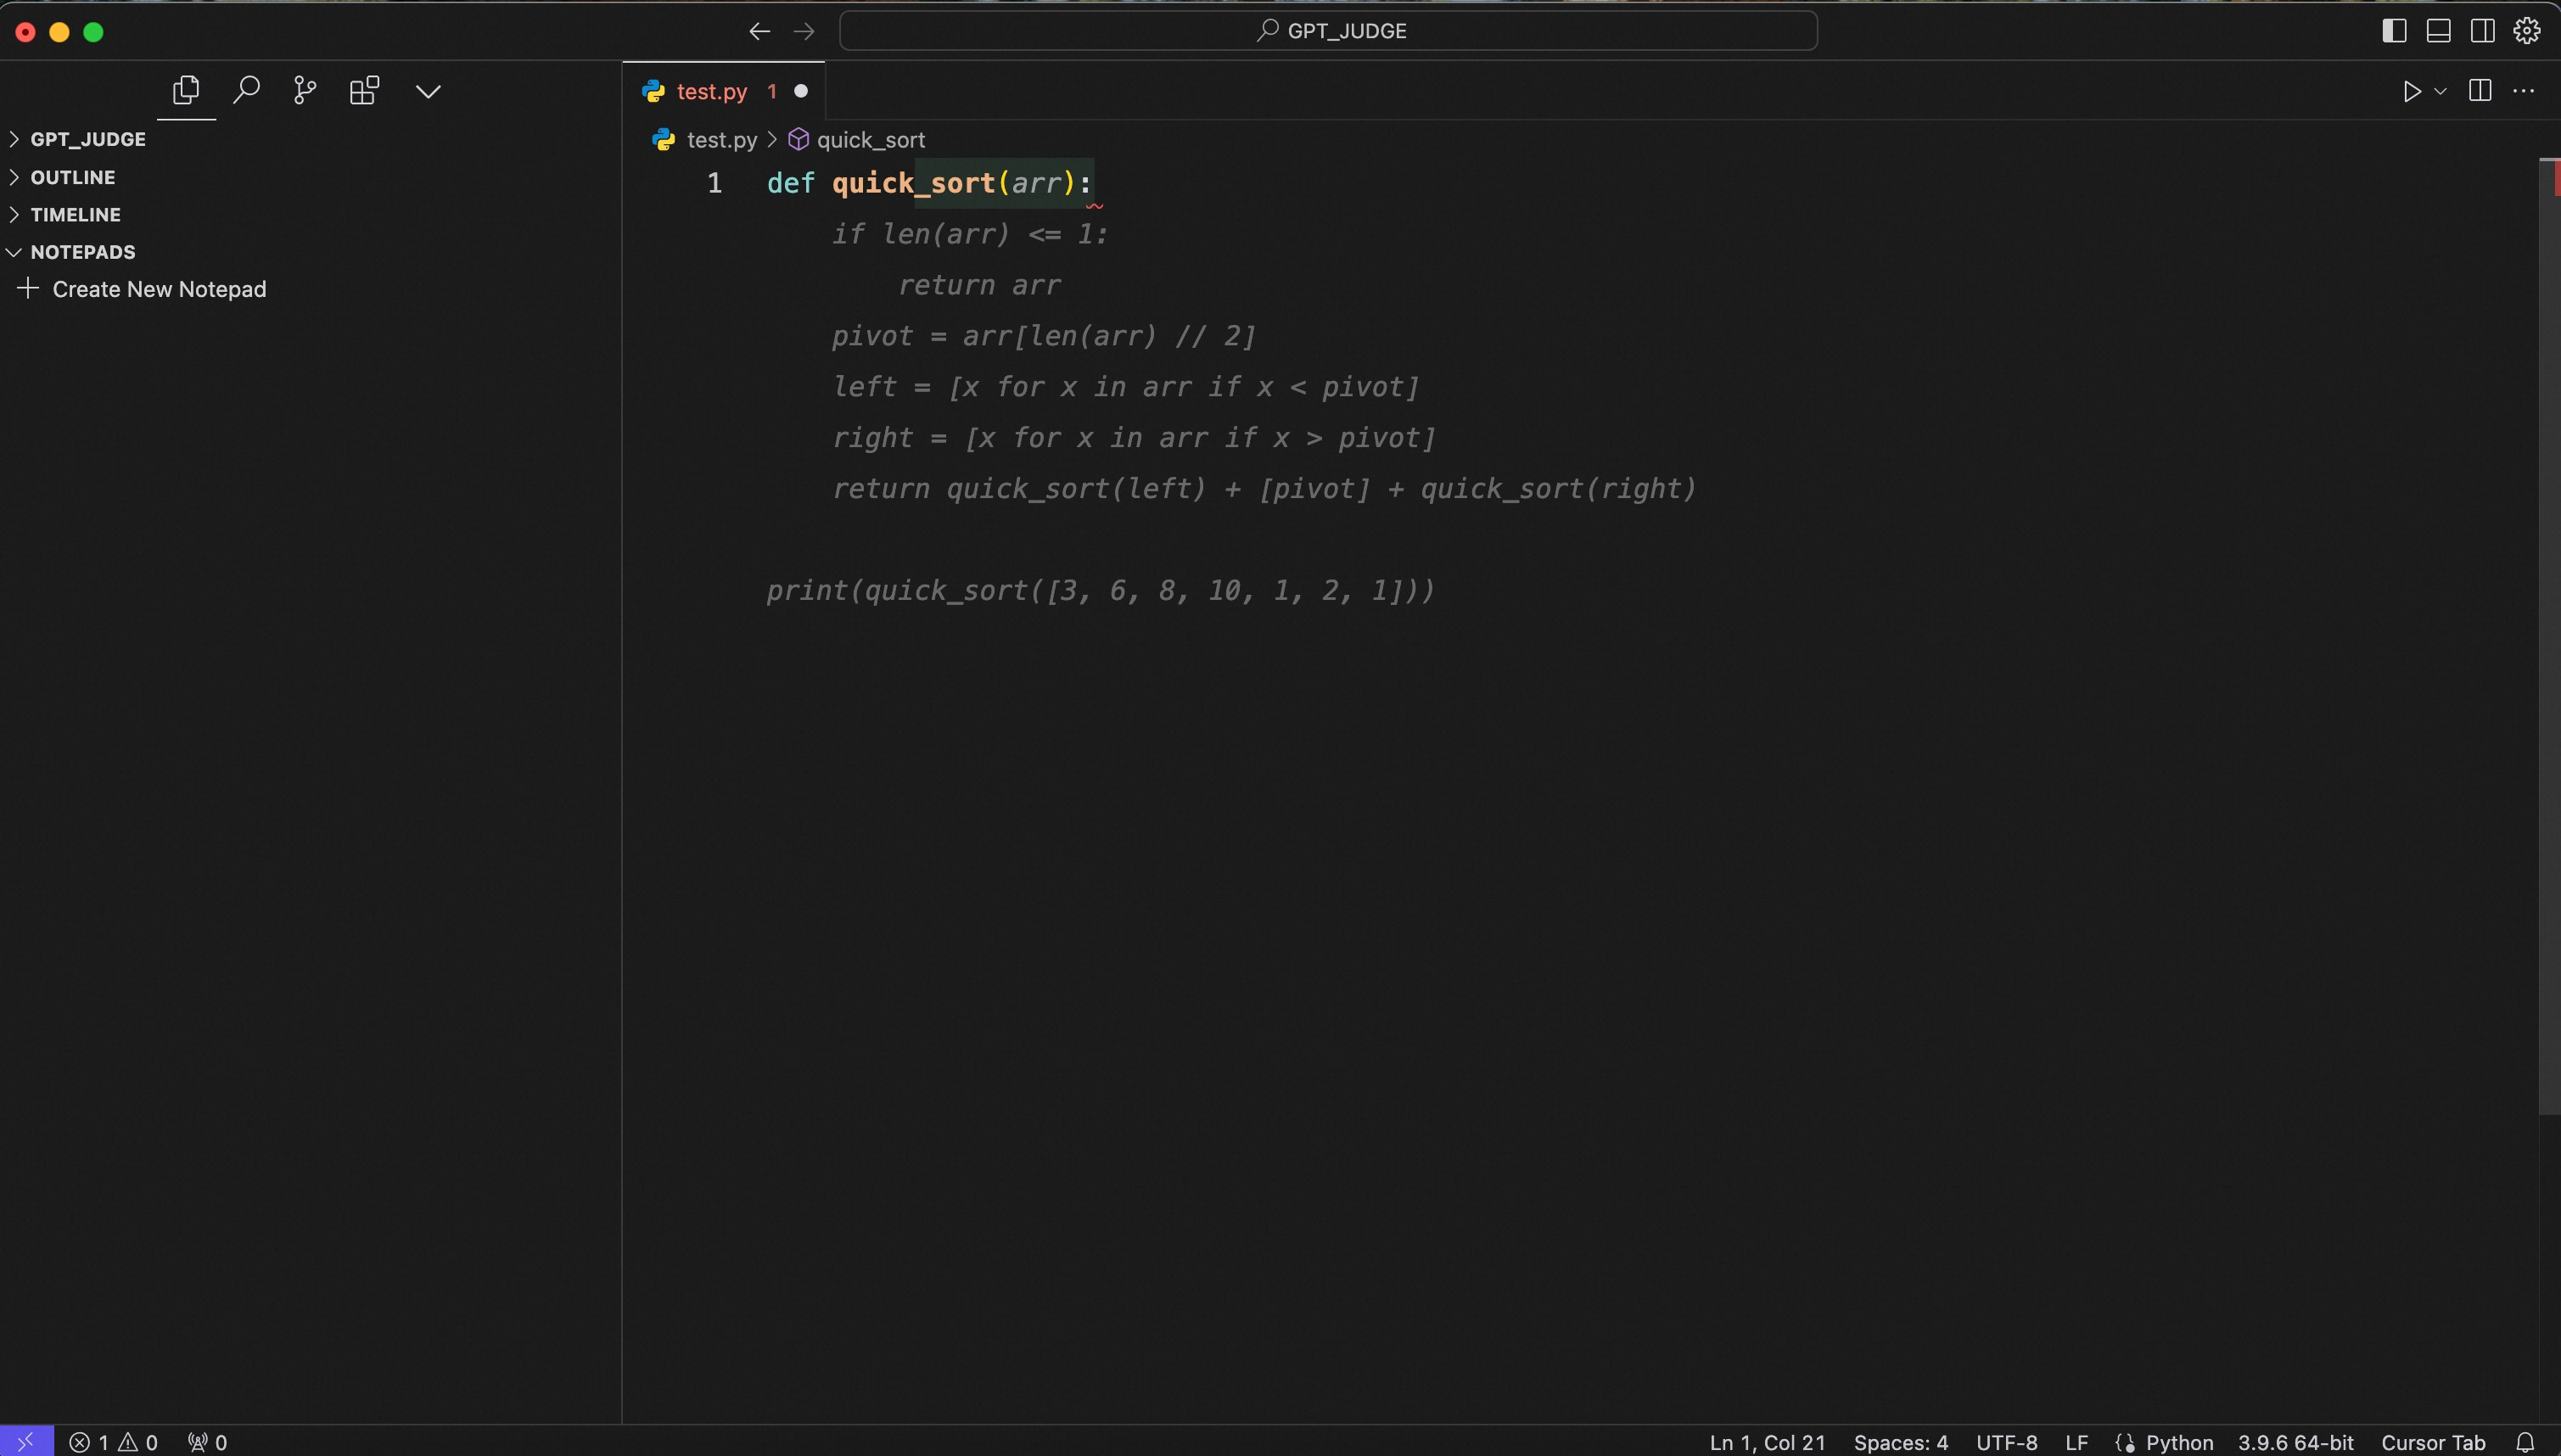 GPT_JUDGE
test.py 1
GPT_JUDGE
OUTLINE
TIMELINE
NOTEPADS
Create New Notepad
test.py > quick_sort
1 def quick_sort(arr):
    if len(arr) <= 1:
        return arr
    pivot = arr[len(arr) // 2]
    left = [x for x in arr if x < pivot]
    right = [x for x in arr if x > pivot]
    return quick_sort(left) + [pivot] + quick_sort(right)
print(quick_sort([3, 6, 8, 10, 1, 2, 1]))
1 0 0 Ln 1, Col 21 Spaces: 4 UTF-8 LF Python 3.9.6 64-bit Cursor Tab